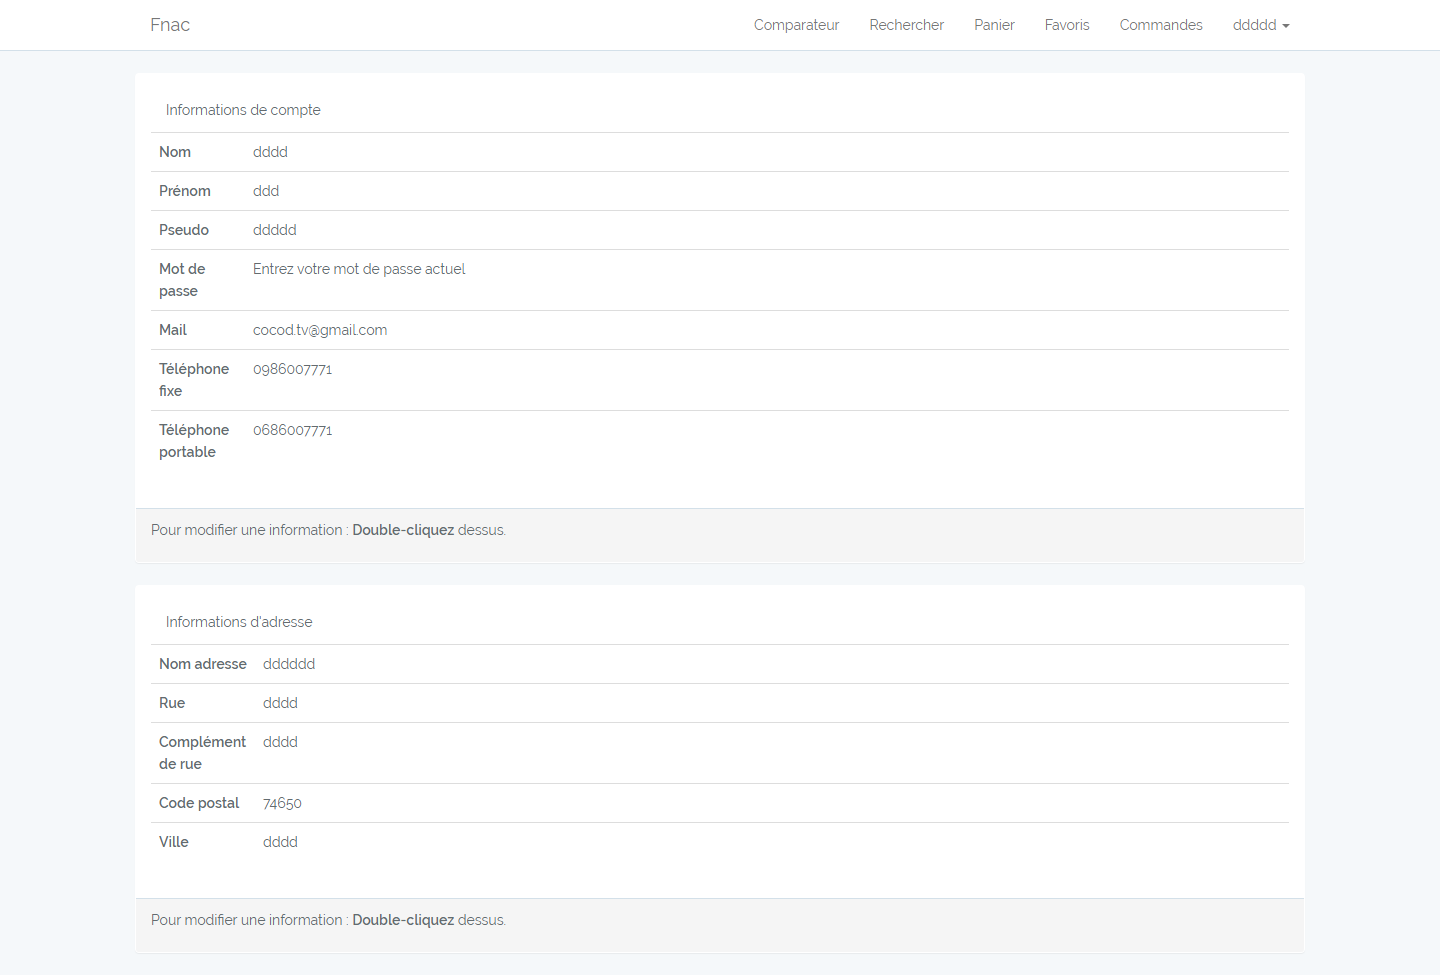 Fnac Comparateur Rechercher Panier Favoris Commandes ddddd
Informations de compte
Nom dddd
Prénom ddd
Pseudo ddddd
Mot de passe Entrez votre mot de passe actuel
Mail cocod.tv@gmail.com
Téléphone fixe 0986007771
Téléphone portable 0686007771
Pour modifier une information : Double-cliquez dessus.
Informations d'adresse
Nom adresse dddddd
Rue dddd
Complément de rue dddd
Code postal 74650
Ville dddd
Pour modifier une information : Double-cliquez dessus.